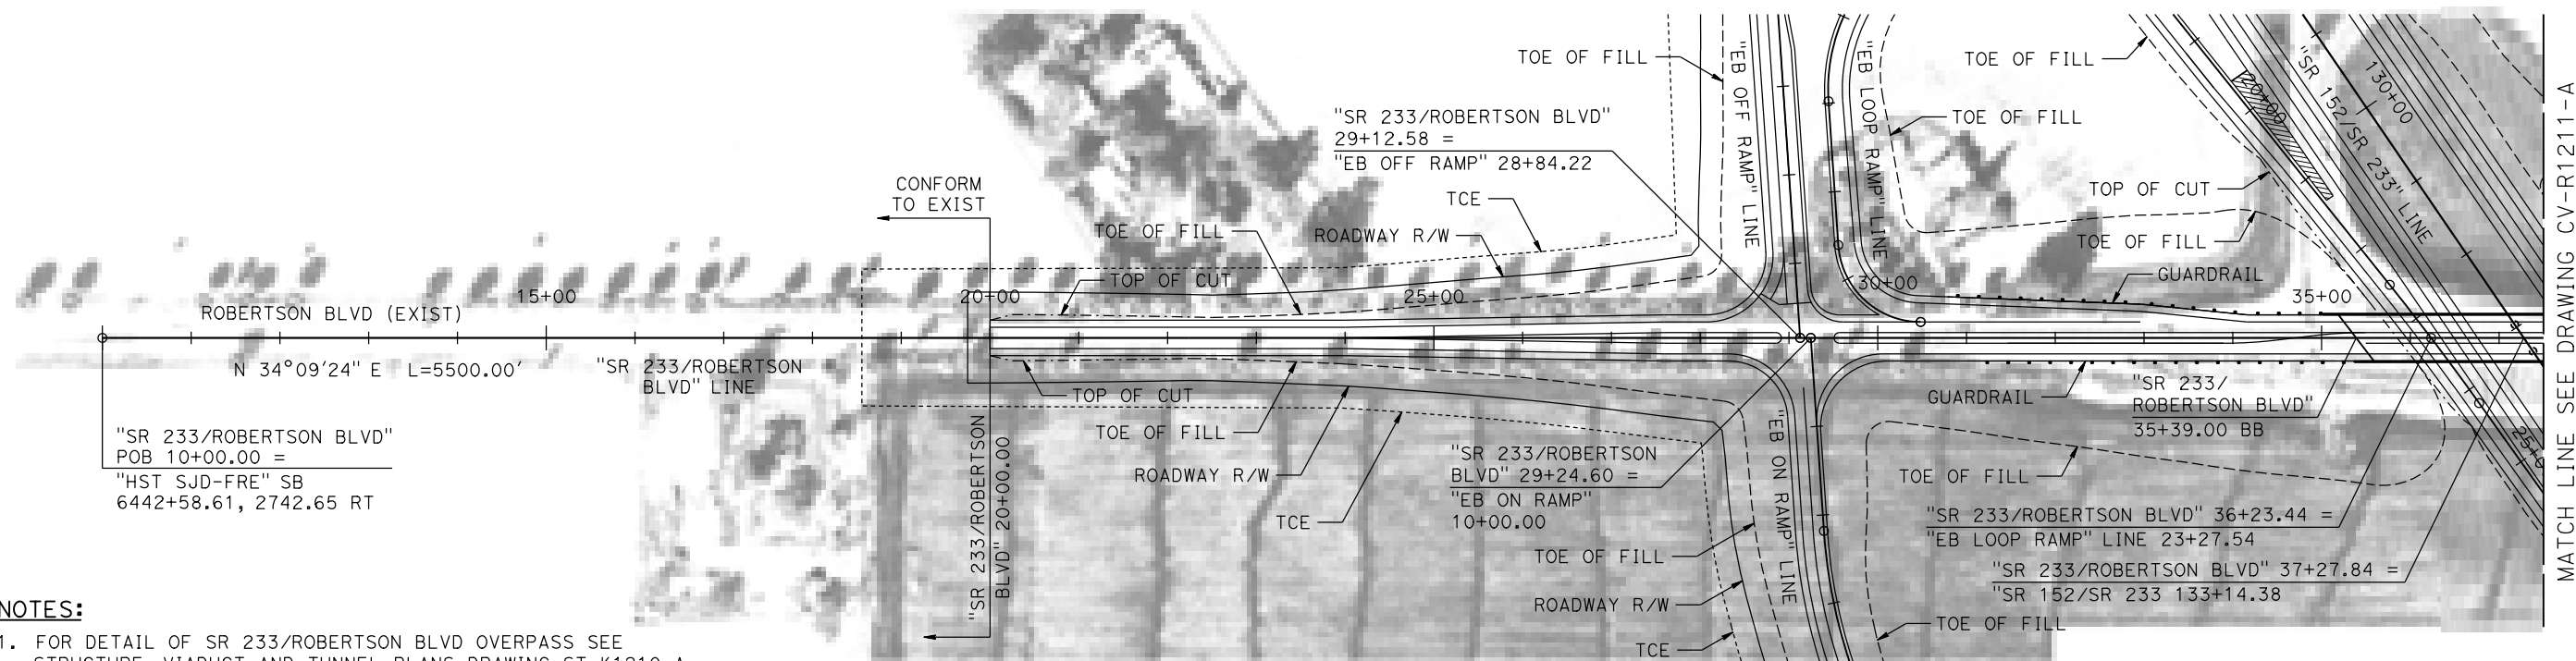 TOE OF FILL
"EB OFF RAMP" LINE
"EB LOOP RAMP" LINE
TOE OF FILL
TOE OF FILL
20+00
"SR 152/SR 233" LINE
130+00
MATCH LINE SEE DRAWING CV-R1211-A
"SR 233/ROBERTSON BLVD"
29+12.58 =
"EB OFF RAMP" 28+84.22
CONFORM
TO EXIST
TCE
TOP OF CUT
TOE OF FILL
ROADWAY R/W
TOE OF FILL
TOP OF CUT
GUARDRAIL
ROBERTSON BLVD (EXIST)
15+00
20+00
25+00
30+00
35+00
N 34°09'24" E L=5500.00'
"SR 233/ROBERTSON
BLVD" LINE
TOP OF CUT
GUARDRAIL
"SR 233/
ROBERTSON BLVD"
35+39.00 BB
"SR 233/ROBERTSON BLVD"
POB 10+00.00 =
"HST SJD-FRE" SB
6442+58.61, 2742.65 RT
"SR 233/ROBERTSON
BLVD" 20+00.00
TOE OF FILL
ROADWAY R/W
TCE
"SR 233/ROBERTSON
BLVD" 29+24.60 =
"EB ON RAMP"
10+00.00
"EB ON RAMP" LINE
TOE OF FILL
25+0
"SR 233/ROBERTSON BLVD" 36+23.44 =
"EB LOOP RAMP" LINE 23+27.54
TOE OF FILL
"SR 233/ROBERTSON BLVD" 37+27.84 =
"SR 152/SR 233 133+14.38
ROADWAY R/W
TOE OF FILL
TCE
NOTES:
1. FOR DETAIL OF SR 233/ROBERTSON BLVD OVERPASS SEE
STRUCTURE, VIADUCT AND TUNNEL PLANS DRAWING ST-K1210-A